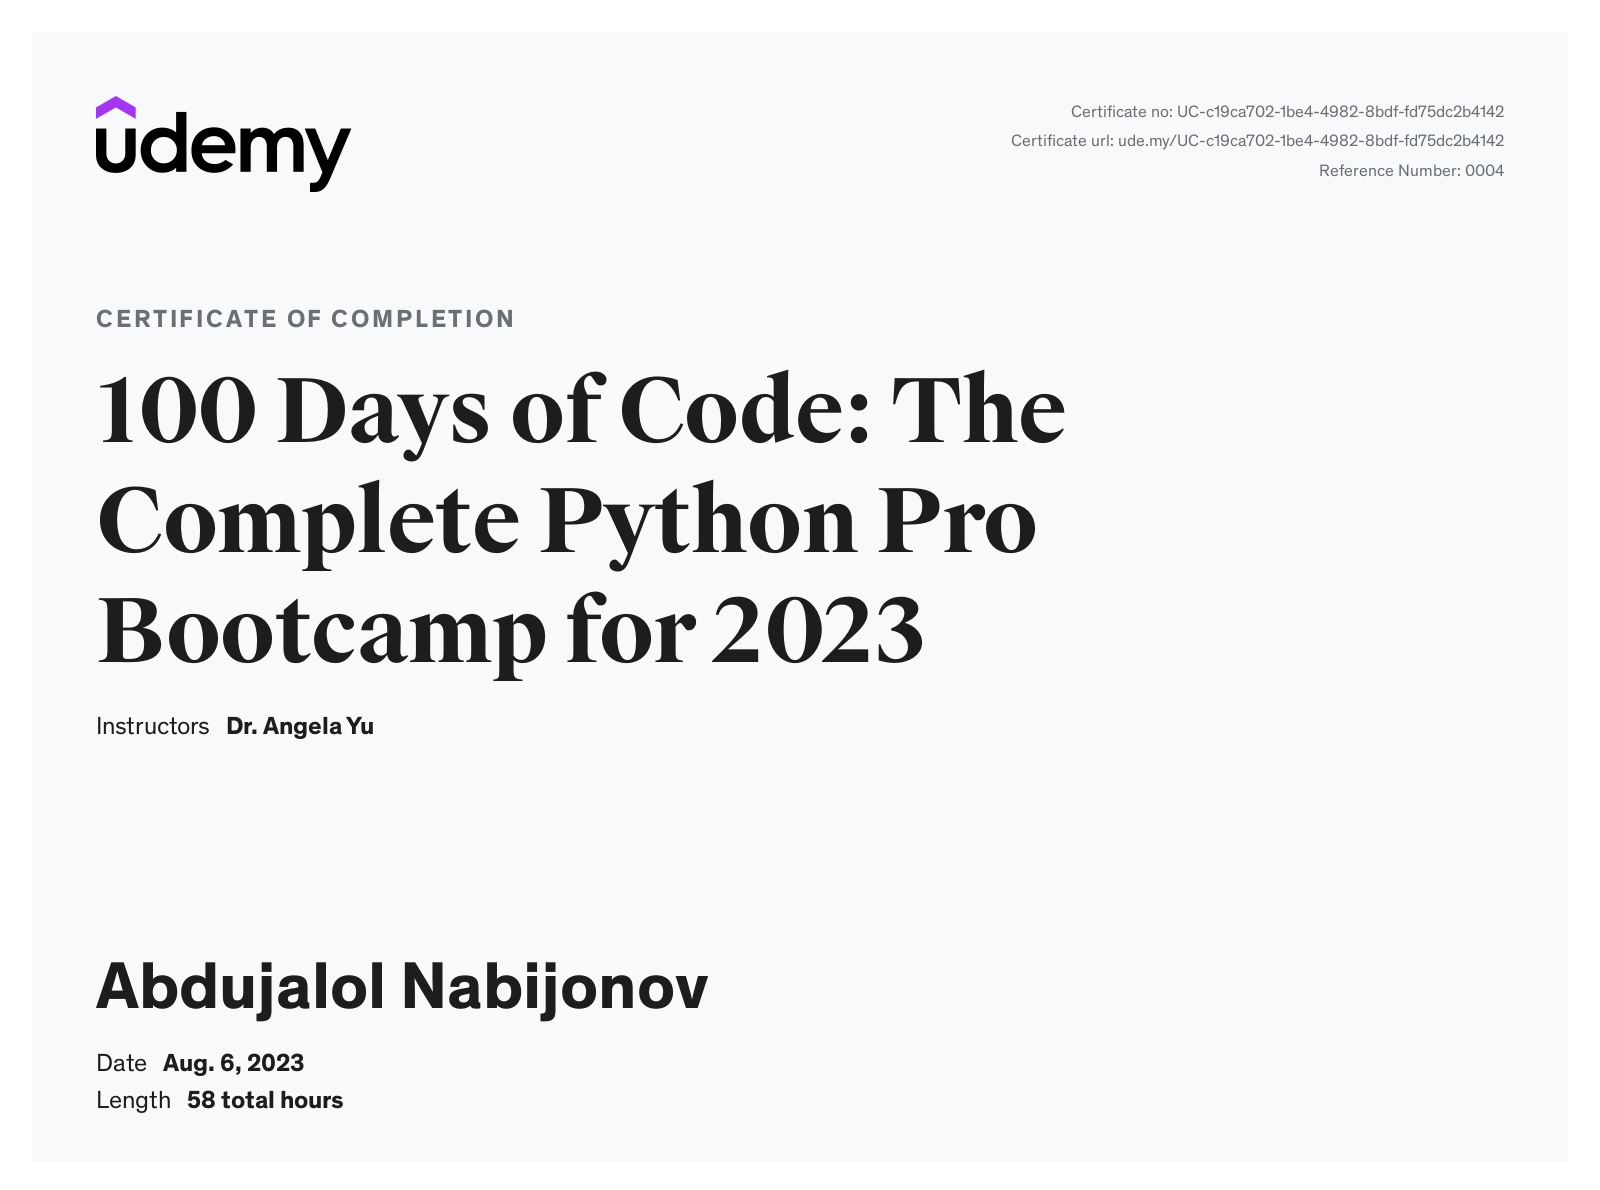 udemy
Certificate no: UC-c19ca702-1be4-4982-8bdf-fd75dc2b4142
Certificate url: ude.my/UC-c19ca702-1be4-4982-8bdf-fd75dc2b4142
Reference Number: 0004
CERTIFICATE OF COMPLETION
100 Days of Code: The
Complete Python Pro
Bootcamp for 2023
Instructors Dr. Angela Yu
Abdujalol Nabijonov
Date Aug. 6, 2023
Length 58 total hours